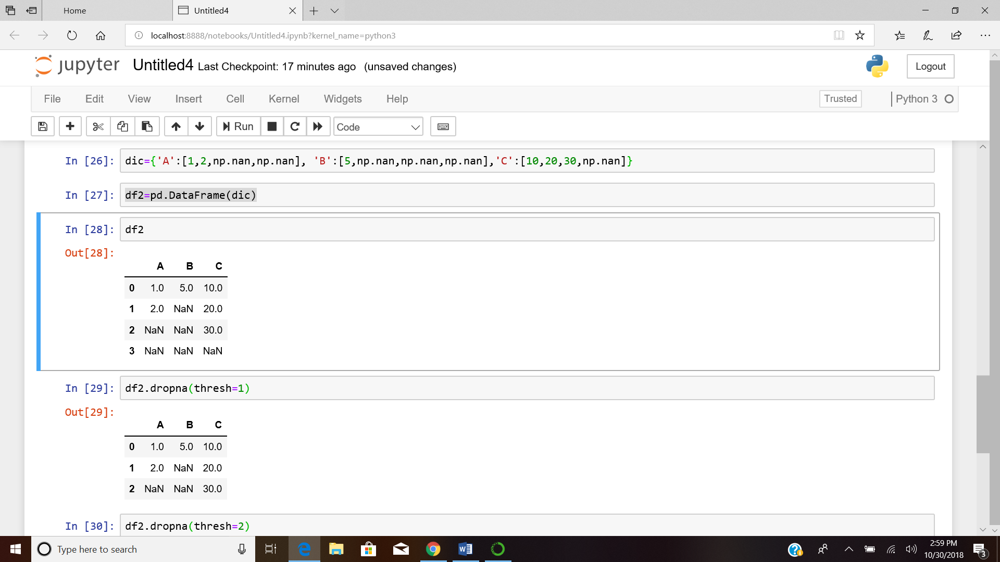 Home
Untitled4
localhost:8888/notebooks/Untitled4.ipynb?kernel_name=python3
jupyter Untitled4 Last Checkpoint: 17 minutes ago (unsaved changes)
Logout
File Edit View Insert Cell Kernel Widgets Help Trusted Python 3
Run Code
In [26]: dic={'A':[1,2,np.nan,np.nan], 'B':[5,np.nan,np.nan,np.nan],'C':[10,20,30,np.nan]}
In [27]: df2=pd.DataFrame(dic)
In [28]: df2
Out[28]:
A B C
0 1.0 5.0 10.0
1 2.0 NaN 20.0
2 NaN NaN 30.0
3 NaN NaN NaN
In [29]: df2.dropna(thresh=1)
Out[29]:
A B C
0 1.0 5.0 10.0
1 2.0 NaN 20.0
2 NaN NaN 30.0
In [30]: df2.dropna(thresh=2)
Type here to search
2:59 PM
10/30/2018
3